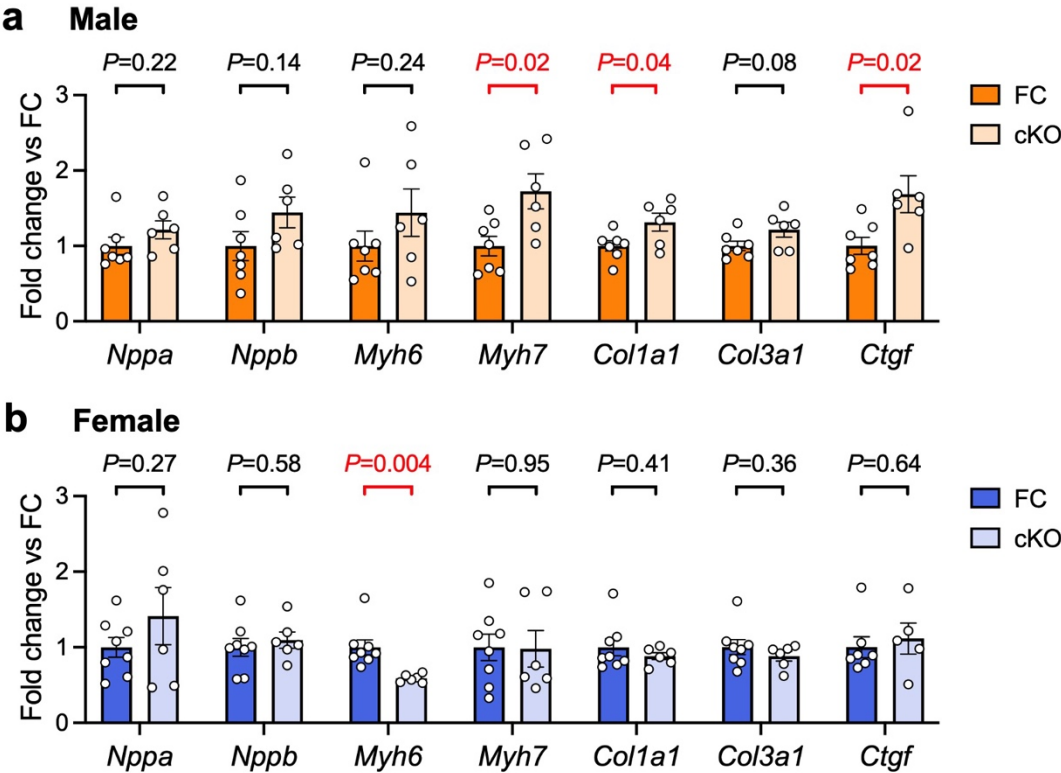 a Male
P=0.22 P=0.14 P=0.24 P=0.02 P=0.04 P=0.08 P=0.02
FC
cKO
Fold change vs FC
3
2
1
0
Nppa Nppb Myh6 Myh7 Col1a1 Col3a1 Ctgf
b Female
P=0.27 P=0.58 P=0.004 P=0.95 P=0.41 P=0.36 P=0.64
FC
cKO
Fold change vs FC
3
2
1
0
Nppa Nppb Myh6 Myh7 Col1a1 Col3a1 Ctgf